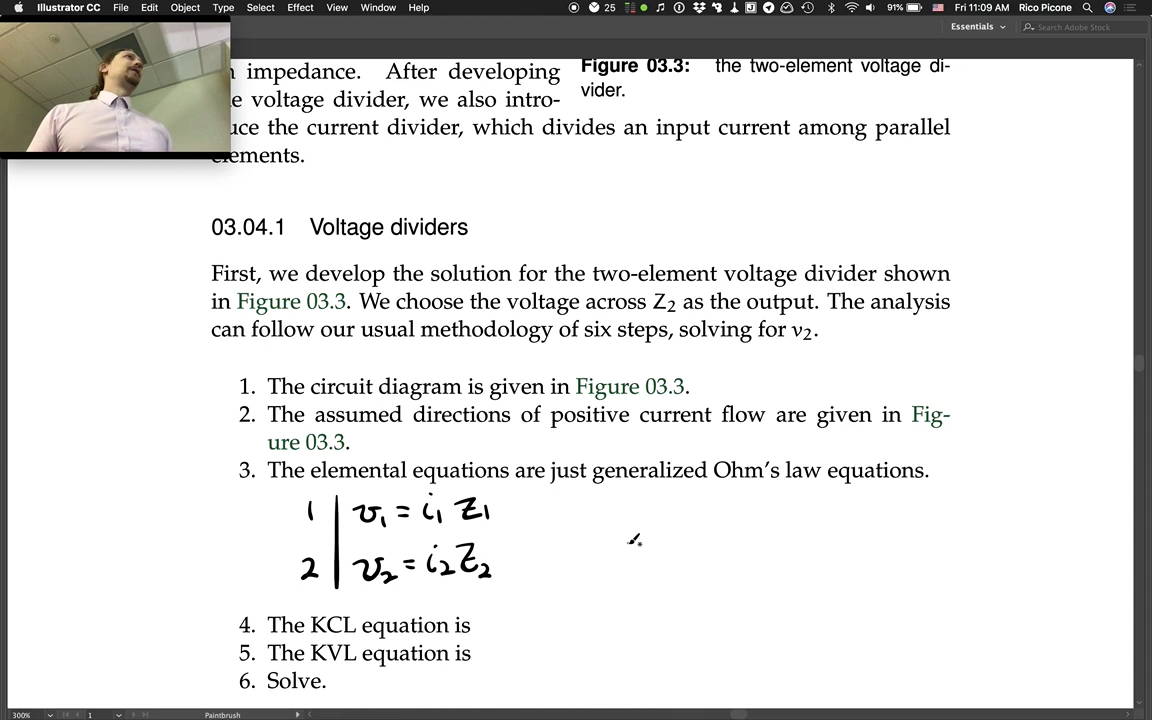 Illustrator CC File Edit Object Type Select Effect View Window Help 25 91% Fri 11:09 AM Rico Picone
Essentials Search Adobe Stock
impedance. After developing
voltage divider, we also intro-
uce the current divider, which divides an input current among parallel
elements.
Figure 03.3: the two-element voltage di-
vider.
03.04.1 Voltage dividers
First, we develop the solution for the two-element voltage divider shown
in Figure 03.3. We choose the voltage across Z₂ as the output. The analysis
can follow our usual methodology of six steps, solving for v₂.
1. The circuit diagram is given in Figure 03.3.
2. The assumed directions of positive current flow are given in Fig-
ure 03.3.
3. The elemental equations are just generalized Ohm's law equations.
1 | v₁ = i₁ Z₁
2 | v₂ = i₂ Z₂
4. The KCL equation is
5. The KVL equation is
6. Solve.
300% 1 Paintbrush